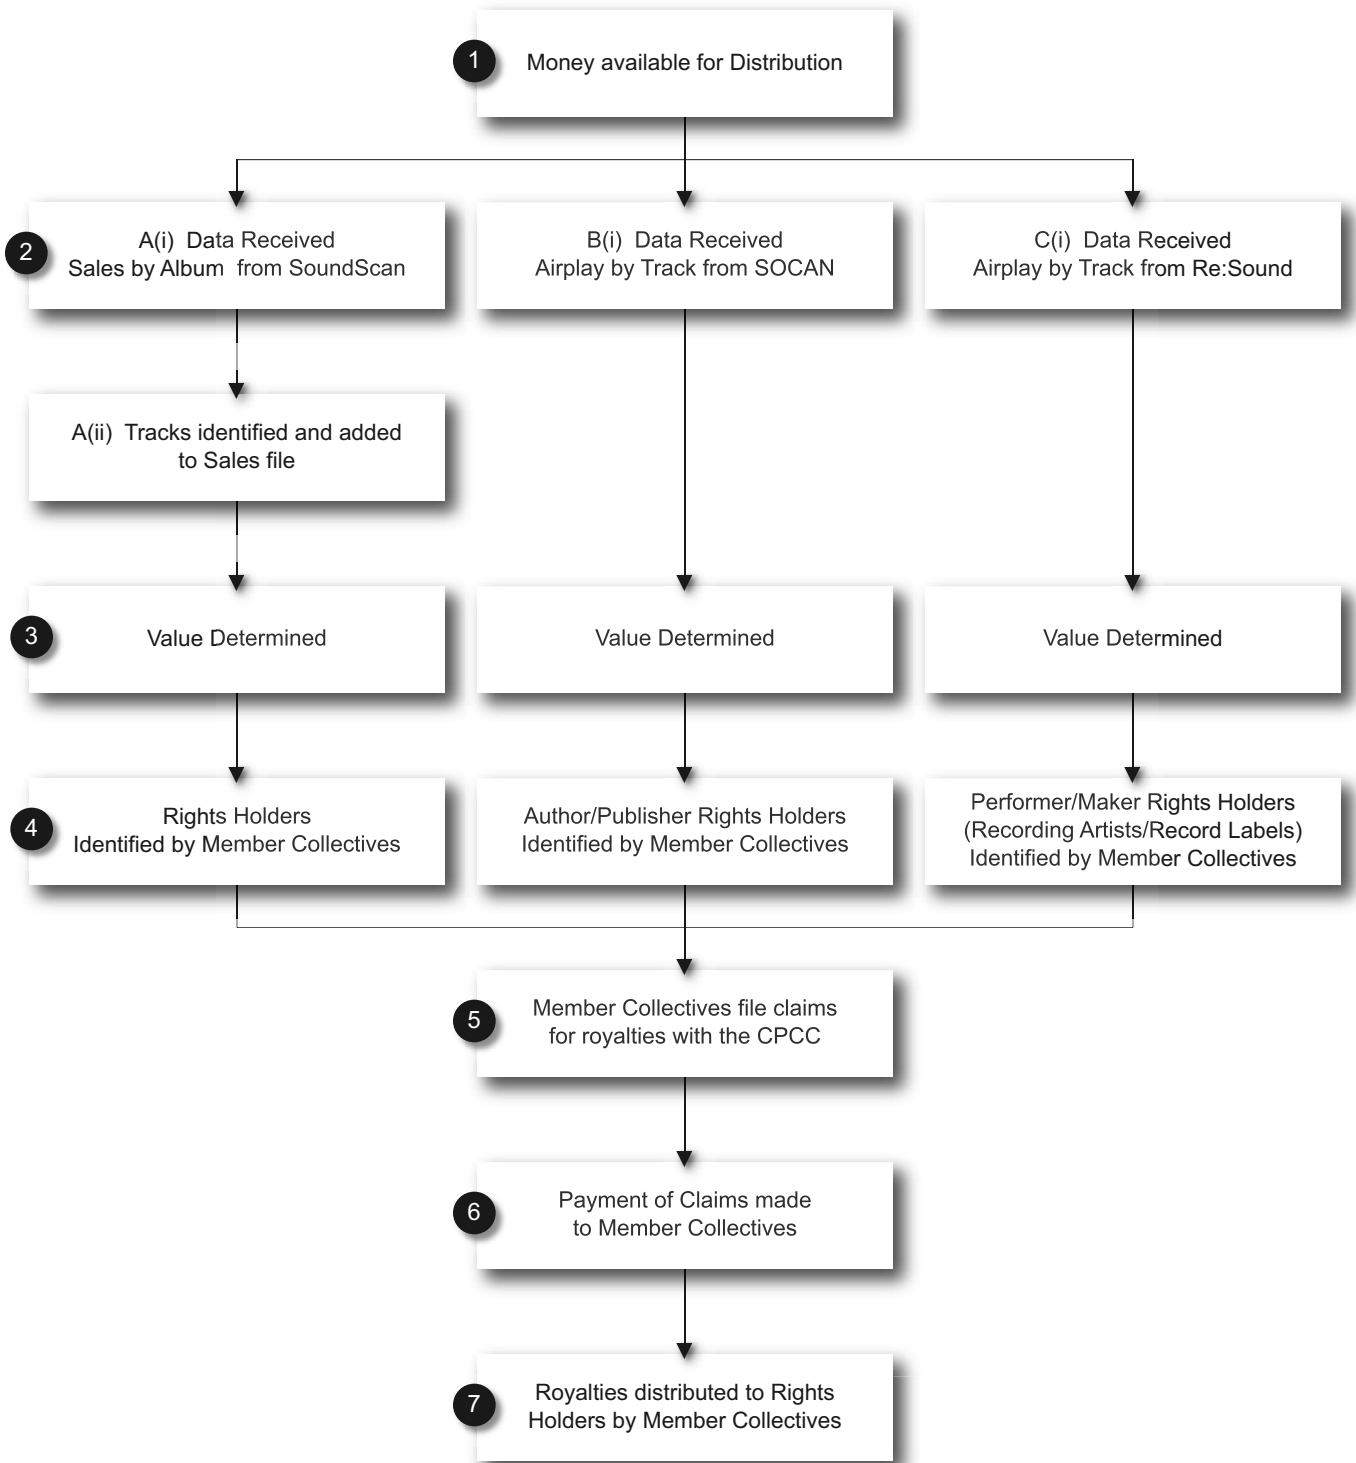 1
Money available for Distribution
2
A(i) Data Received
Sales by Album from SoundScan
B(i) Data Received
Airplay by Track from SOCAN
C(i) Data Received
Airplay by Track from Re:Sound
A(ii) Tracks identified and added
to Sales file
3
Value Determined
Value Determined
Value Determined
4
Rights Holders
Identified by Member Collectives
Author/Publisher Rights Holders
Identified by Member Collectives
Performer/Maker Rights Holders
(Recording Artists/Record Labels)
Identified by Member Collectives
5
Member Collectives file claims
for royalties with the CPCC
6
Payment of Claims made
to Member Collectives
7
Royalties distributed to Rights
Holders by Member Collectives